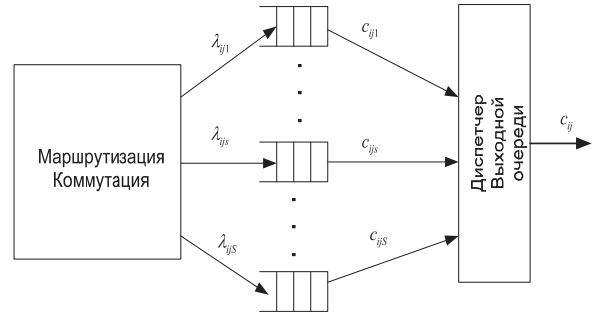 λij1
cij1
Маршрутизация
Коммутация
λijs
cijs
Диспетчер
Выходной
очереди
cij
λijS
cijS